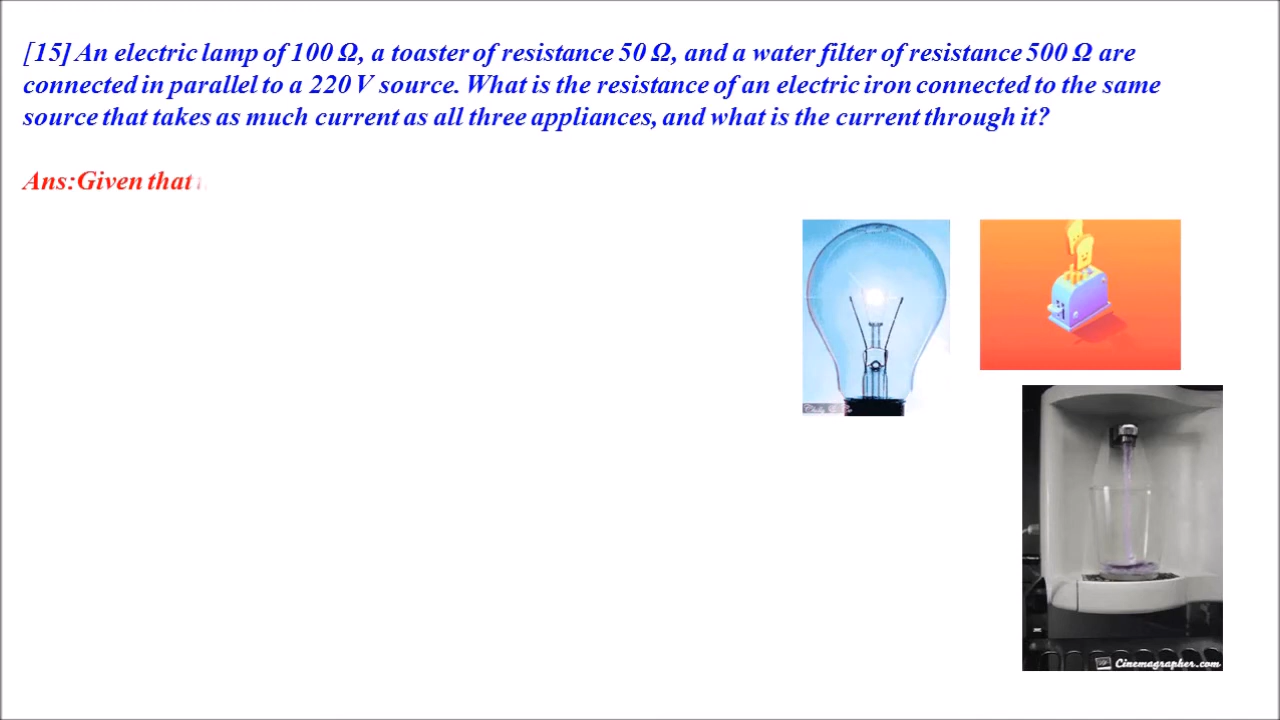 [15] An electric lamp of 100 Ω, a toaster of resistance 50 Ω, and a water filter of resistance 500 Ω are
connected in parallel to a 220 V source. What is the resistance of an electric iron connected to the same
source that takes as much current as all three appliances, and what is the current through it?
Ans:Given that
Cinemagrapher.com